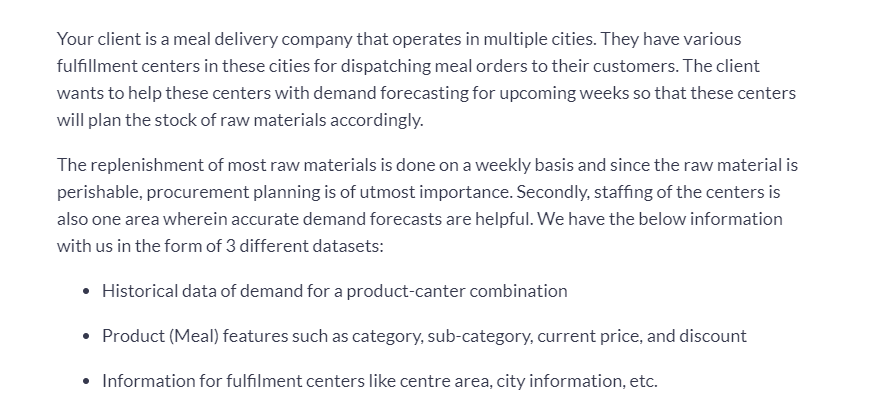 Your client is a meal delivery company that operates in multiple cities. They have various
fulfillment centers in these cities for dispatching meal orders to their customers. The client
wants to help these centers with demand forecasting for upcoming weeks so that these centers
will plan the stock of raw materials accordingly.
The replenishment of most raw materials is done on a weekly basis and since the raw material is
perishable, procurement planning is of utmost importance. Secondly, staffing of the centers is
also one area wherein accurate demand forecasts are helpful. We have the below information
with us in the form of 3 different datasets:
• Historical data of demand for a product-canter combination
• Product (Meal) features such as category, sub-category, current price, and discount
• Information for fulfilment centers like centre area, city information, etc.